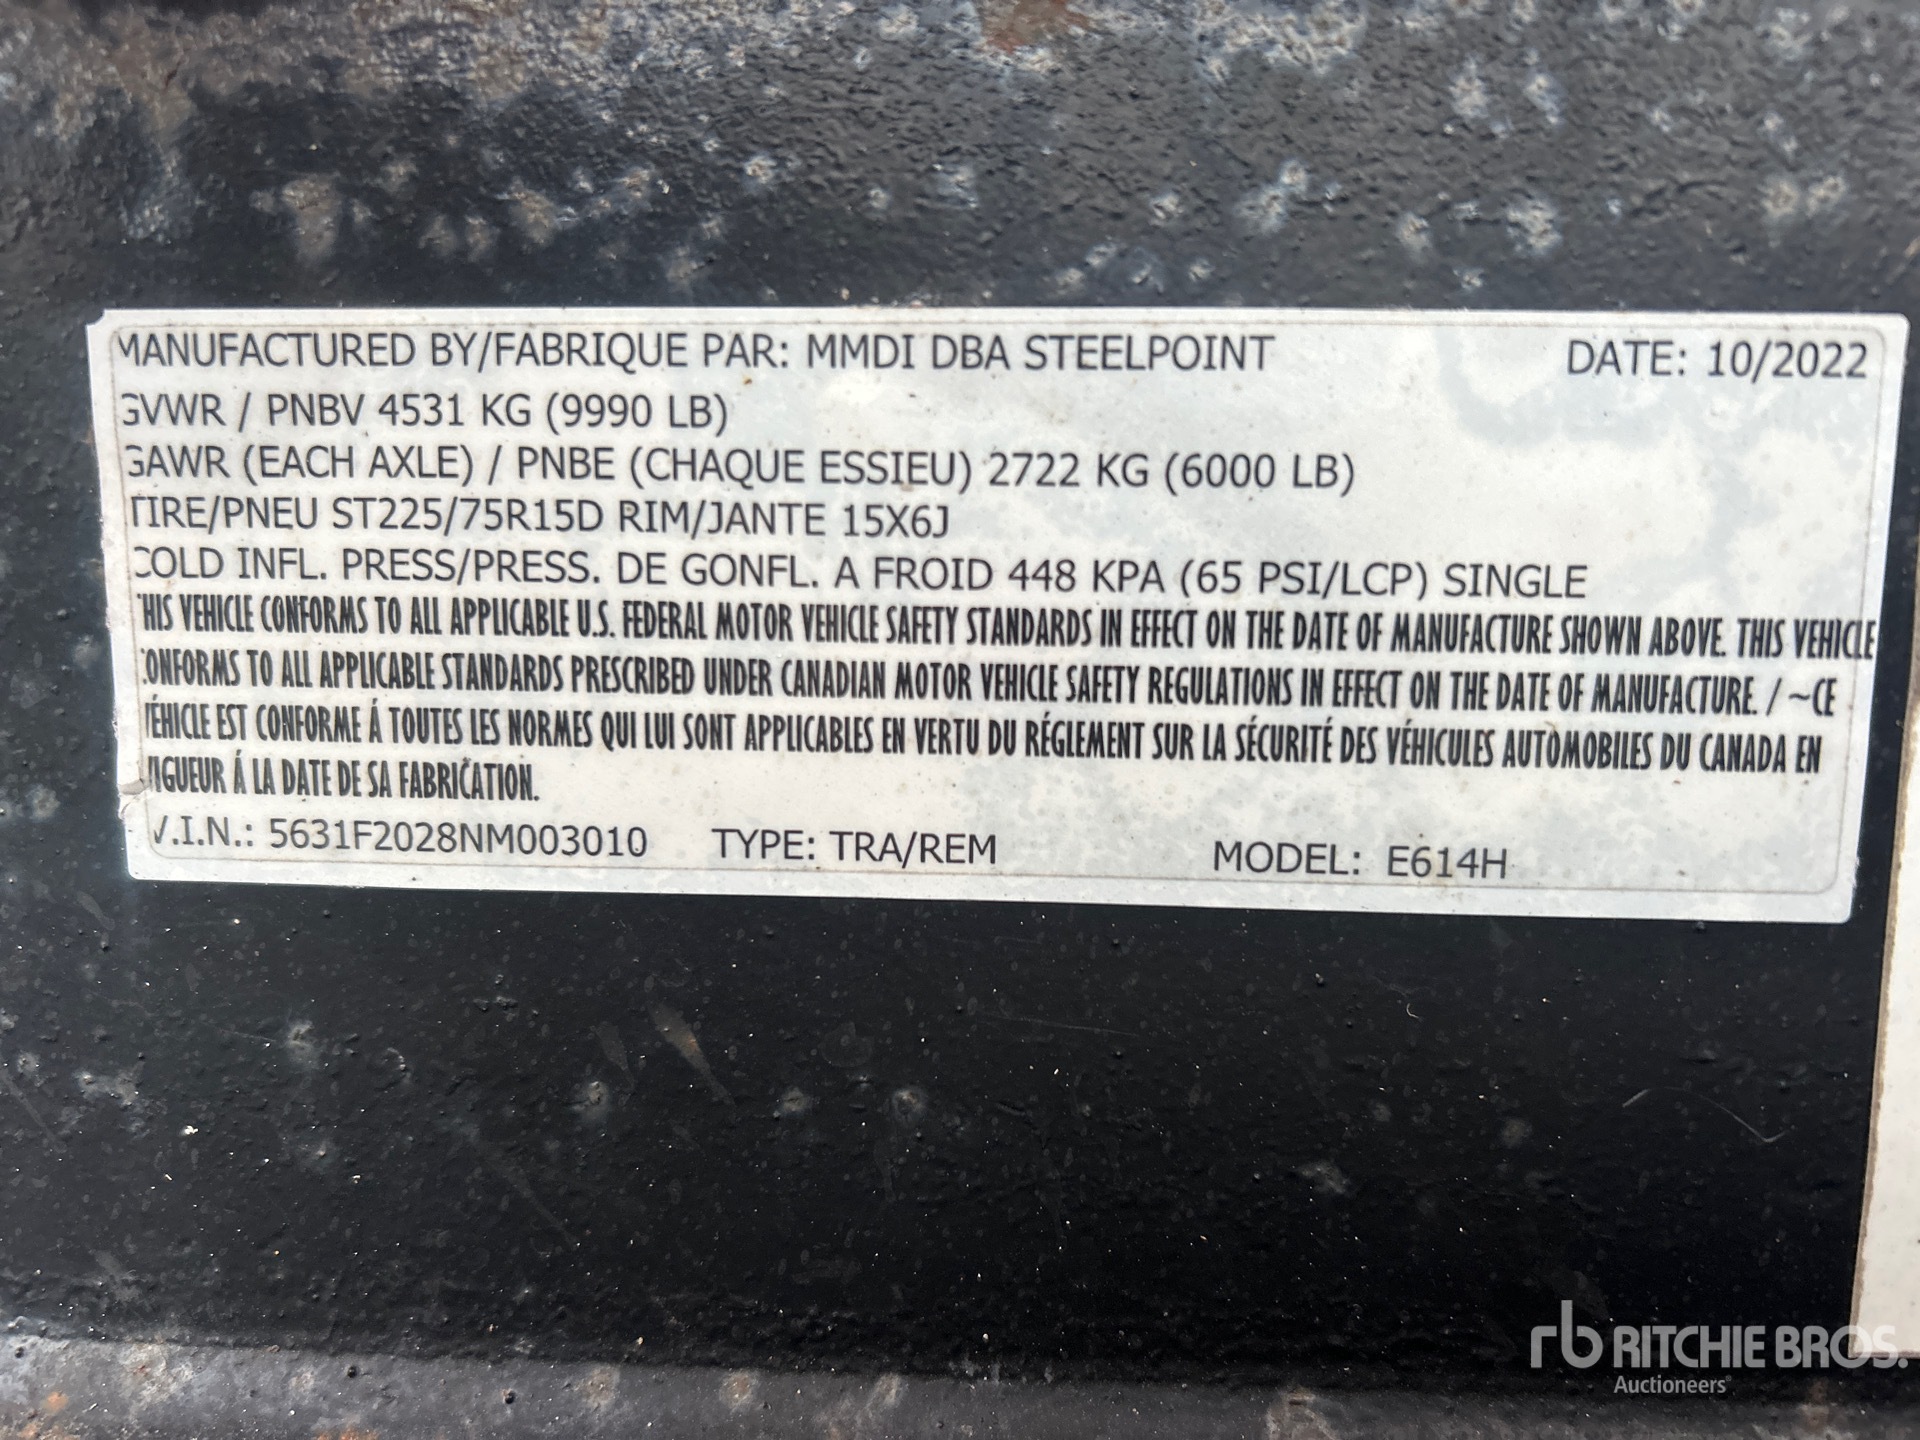 MANUFACTURED BY/FABRIQUE PAR: MMDI DBA STEELPOINT DATE: 10/2022
GVWR / PNBV 4531 KG (9990 LB)
GAWR (EACH AXLE) / PNBE (CHAQUE ESSIEU) 2722 KG (6000 LB)
TIRE/PNEU ST225/75R15D RIM/JANTE 15X6J
COLD INFL. PRESS/PRESS. DE GONFL. A FROID 448 KPA (65 PSI/LCP) SINGLE
THIS VEHICLE CONFORMS TO ALL APPLICABLE U.S. FEDERAL MOTOR VEHICLE SAFETY STANDARDS IN EFFECT ON THE DATE OF MANUFACTURE SHOWN ABOVE. THIS VEHICLE
CONFORMS TO ALL APPLICABLE STANDARDS PRESCRIBED UNDER CANADIAN MOTOR VEHICLE SAFETY REGULATIONS IN EFFECT ON THE DATE OF MANUFACTURE. / ~CE
VÉHICLE EST CONFORME Á TOUTES LES NORMES QUI LUI SONT APPLICABLES EN VERTU DU RÉGLEMENT SUR LA SÉCURITÉ DES VÉHICULES AUTOMOBILES DU CANADA EN
VIGUEUR Á LA DATE DE SA FABRICATION.
V.I.N.: 5631F2028NM003010 TYPE: TRA/REM MODEL: E614H
rb RITCHIE BROS.
Auctioneers